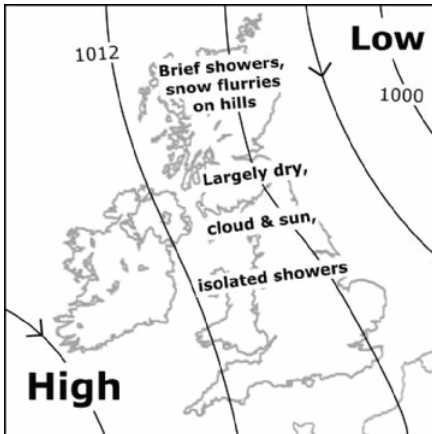 Low
1012
Brief showers,
snow flurries
on hills
1000
Largely dry,
cloud & sun,
isolated showers
High